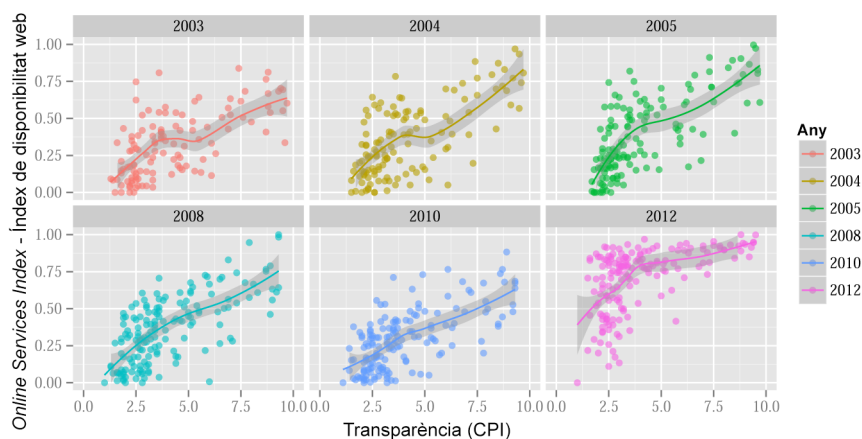 2003 2004 2005
1.00
0.75
0.50
0.25
0.00
2008 2010 2012
1.00
0.75
0.50
0.25
0.00
0.0 2.5 5.0 7.5 10.0 0.0 2.5 5.0 7.5 10.0 0.0 2.5 5.0 7.5 10.0
Transparència (CPI)
Online Services Index - Índex de disponibilitat web
Any
2003
2004
2005
2008
2010
2012